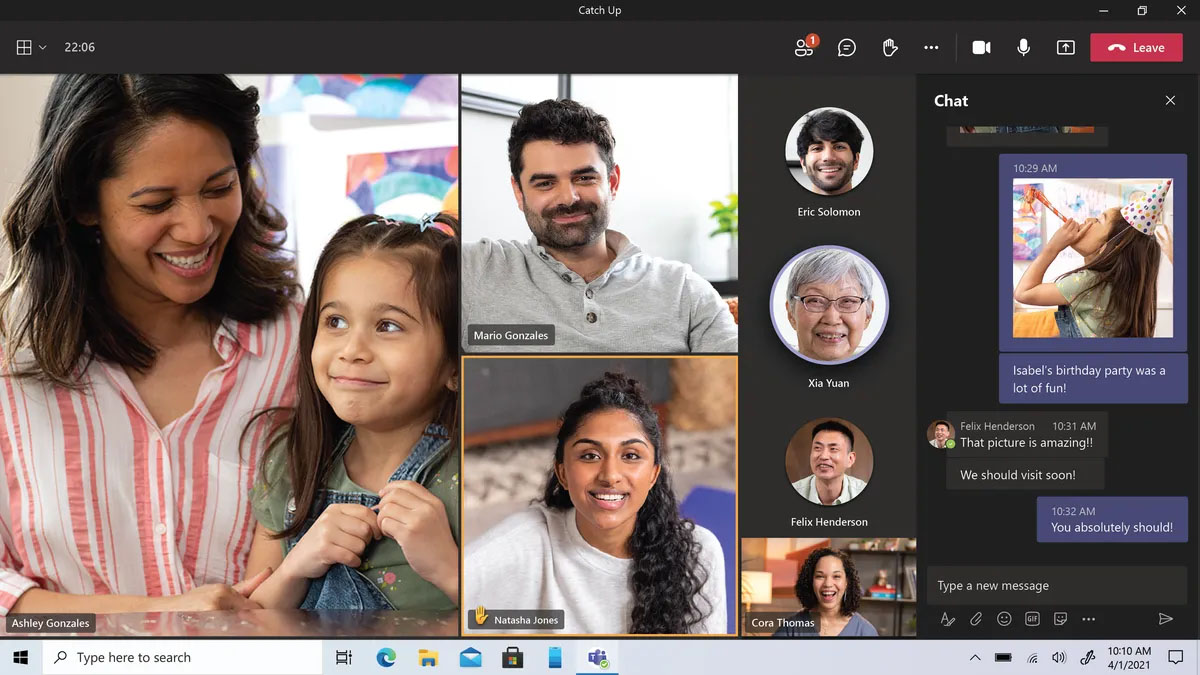 Catch Up
22:06
1
Leave
Ashley Gonzales
Mario Gonzales
Natasha Jones
Eric Solomon
Xia Yuan
Felix Henderson
Cora Thomas
Chat
10:29 AM
Isabel's birthday party was a
lot of fun!
Felix Henderson 10:31 AM
That picture is amazing!!
We should visit soon!
10:32 AM
You absolutely should!
Type a new message
GIF
Type here to search
10:10 AM
4/1/2021